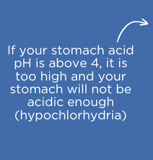 If your stomach acid
pH is above 4, it is
too high and your
stomach will not be
acidic enough
(hypochlorhydria)